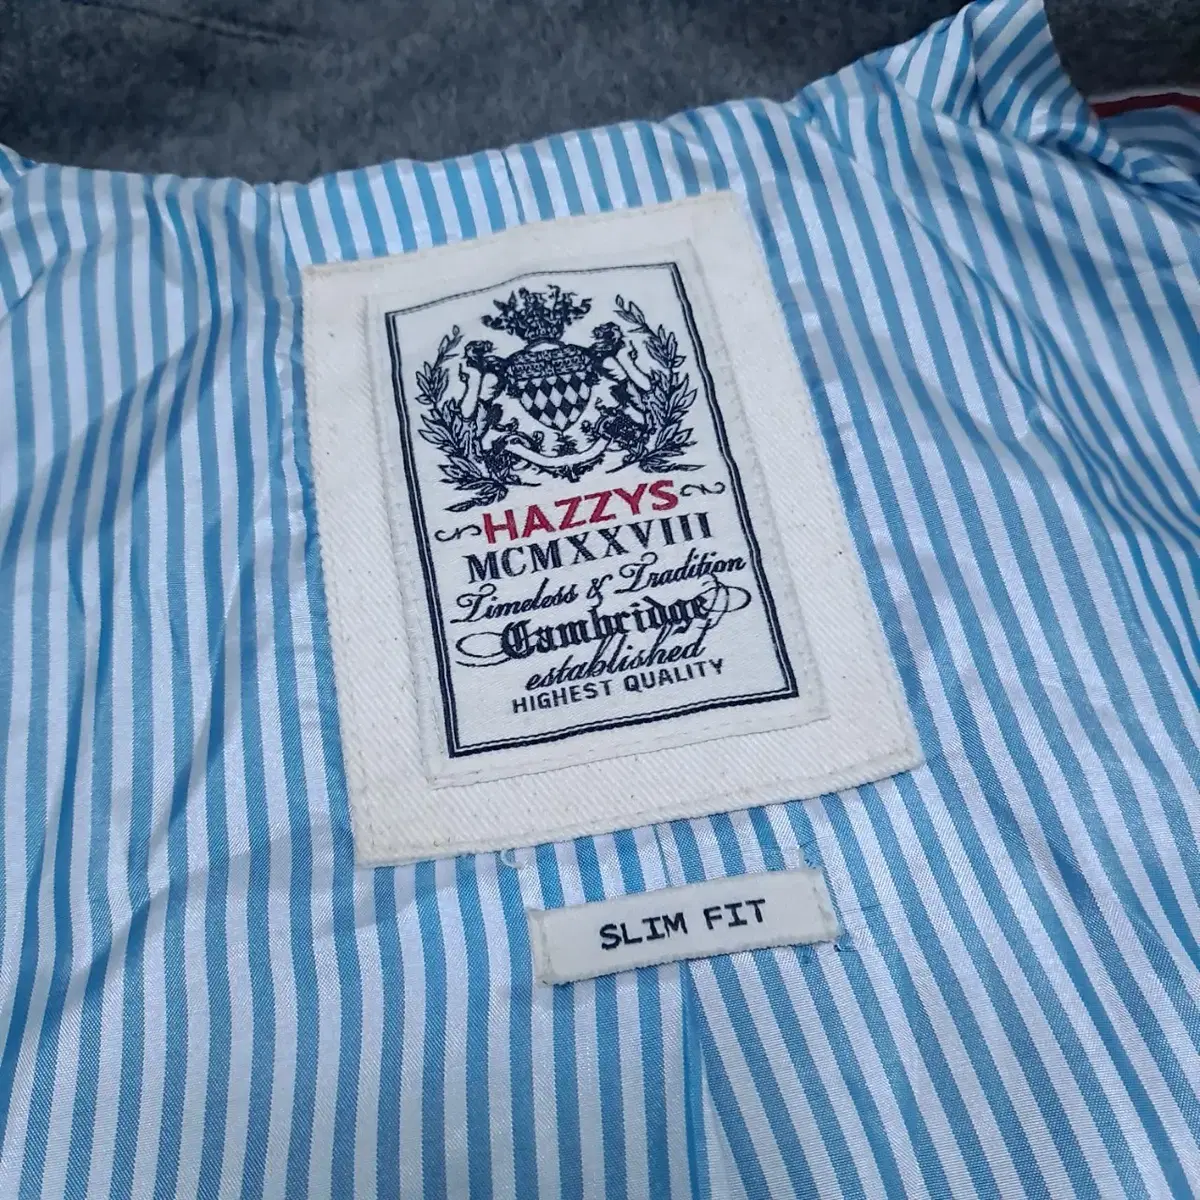 HAZZYS
MCMXXVIII
Timeless & Tradition
Cambridge
established
HIGHEST QUALITY
SLIM FIT